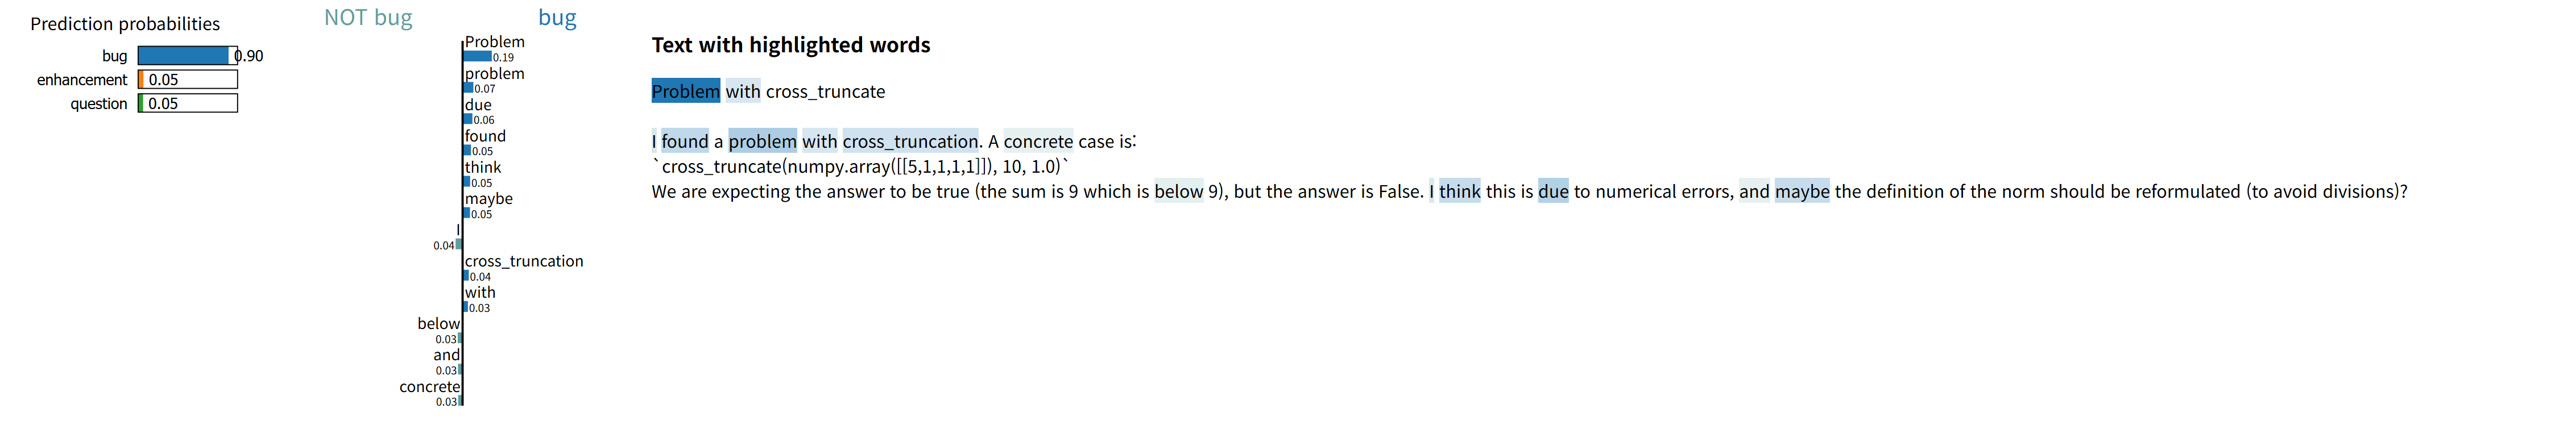 Prediction probabilities
bug 0.90
enhancement 0.05
question 0.05
NOT bug bug
Problem
0.19
problem
0.07
due
0.06
found
0.05
think
0.05
maybe
0.05
I
0.04
cross_truncation
0.04
with
0.03
below
0.03
and
0.03
concrete
0.03
Text with highlighted words
Problem with cross_truncate
I found a problem with cross_truncation. A concrete case is:
`cross_truncate(numpy.array([[5,1,1,1,1]]), 10, 1.0)`
We are expecting the answer to be true (the sum is 9 which is below 9), but the answer is False. I think this is due to numerical errors, and maybe the definition of the norm should be reformulated (to avoid divisions)?